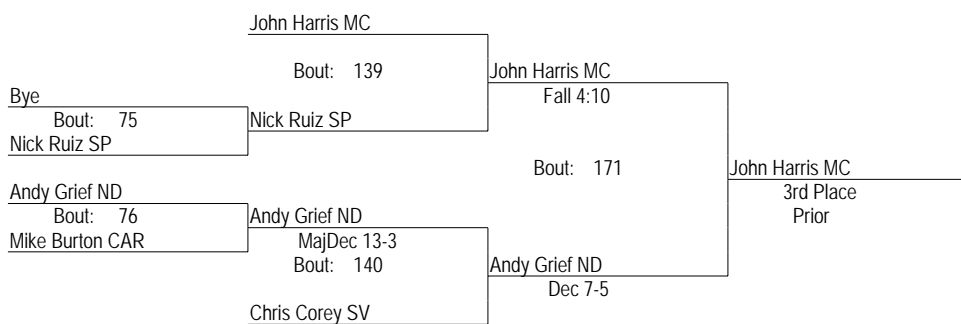 John Harris MC
Bout: 139
John Harris MC
Bye
Fall 4:10
Bout: 75
Nick Ruiz SP
Nick Ruiz SP
Bout: 171
John Harris MC
Andy Grief ND
3rd Place
Bout: 76
Andy Grief ND
Prior
Mike Burton CAR
MajDec 13-3
Bout: 140
Andy Grief ND
Dec 7-5
Chris Corey SV